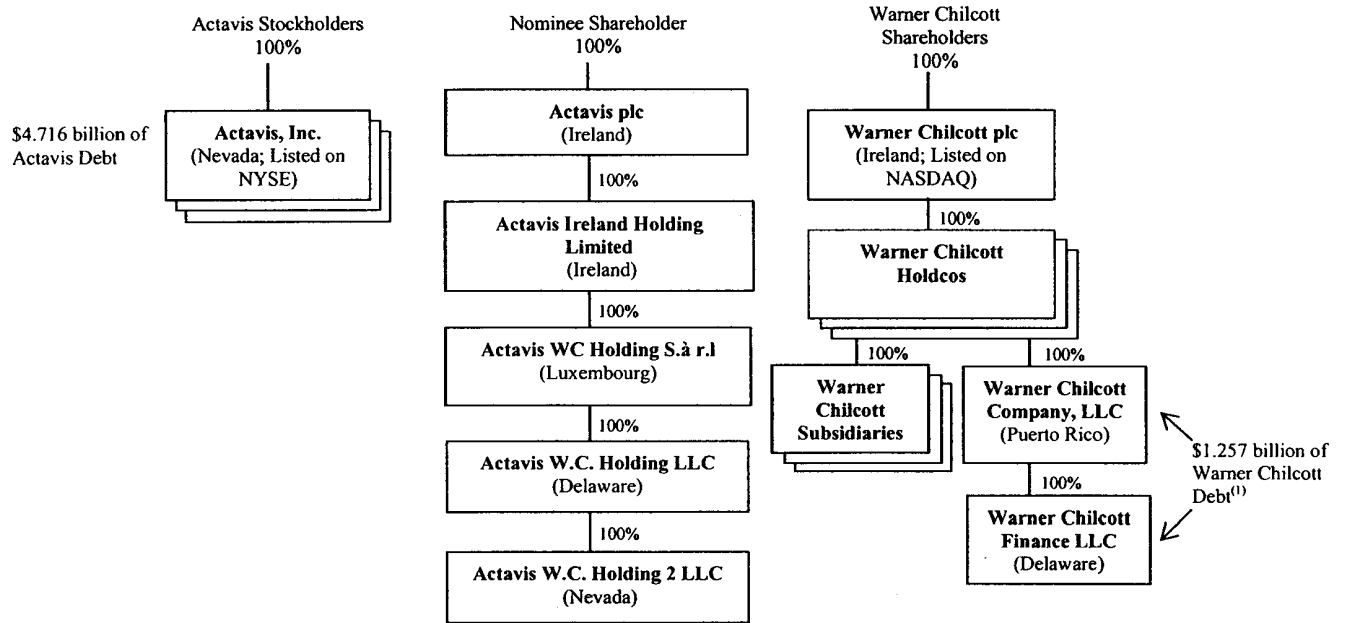 Actavis Stockholders
100%
$4.716 billion of
Actavis Debt
Actavis, Inc.
(Nevada; Listed on
NYSE)
Nominee Shareholder
100%
Actavis plc
(Ireland)
100%
Actavis Ireland Holding
Limited
(Ireland)
100%
Actavis WC Holding S.à r.l
(Luxembourg)
100%
Actavis W.C. Holding LLC
(Delaware)
100%
Actavis W.C. Holding 2 LLC
(Nevada)
Warner Chilcott
Shareholders
100%
Warner Chilcott plc
(Ireland; Listed on
NASDAQ)
100%
Warner Chilcott
Holdcos
100%
Warner
Chilcott
Subsidiaries
100%
Warner Chilcott
Company, LLC
(Puerto Rico)
100%
Warner Chilcott
Finance LLC
(Delaware)
$1.257 billion of
Warner Chilcott
Debt(1)